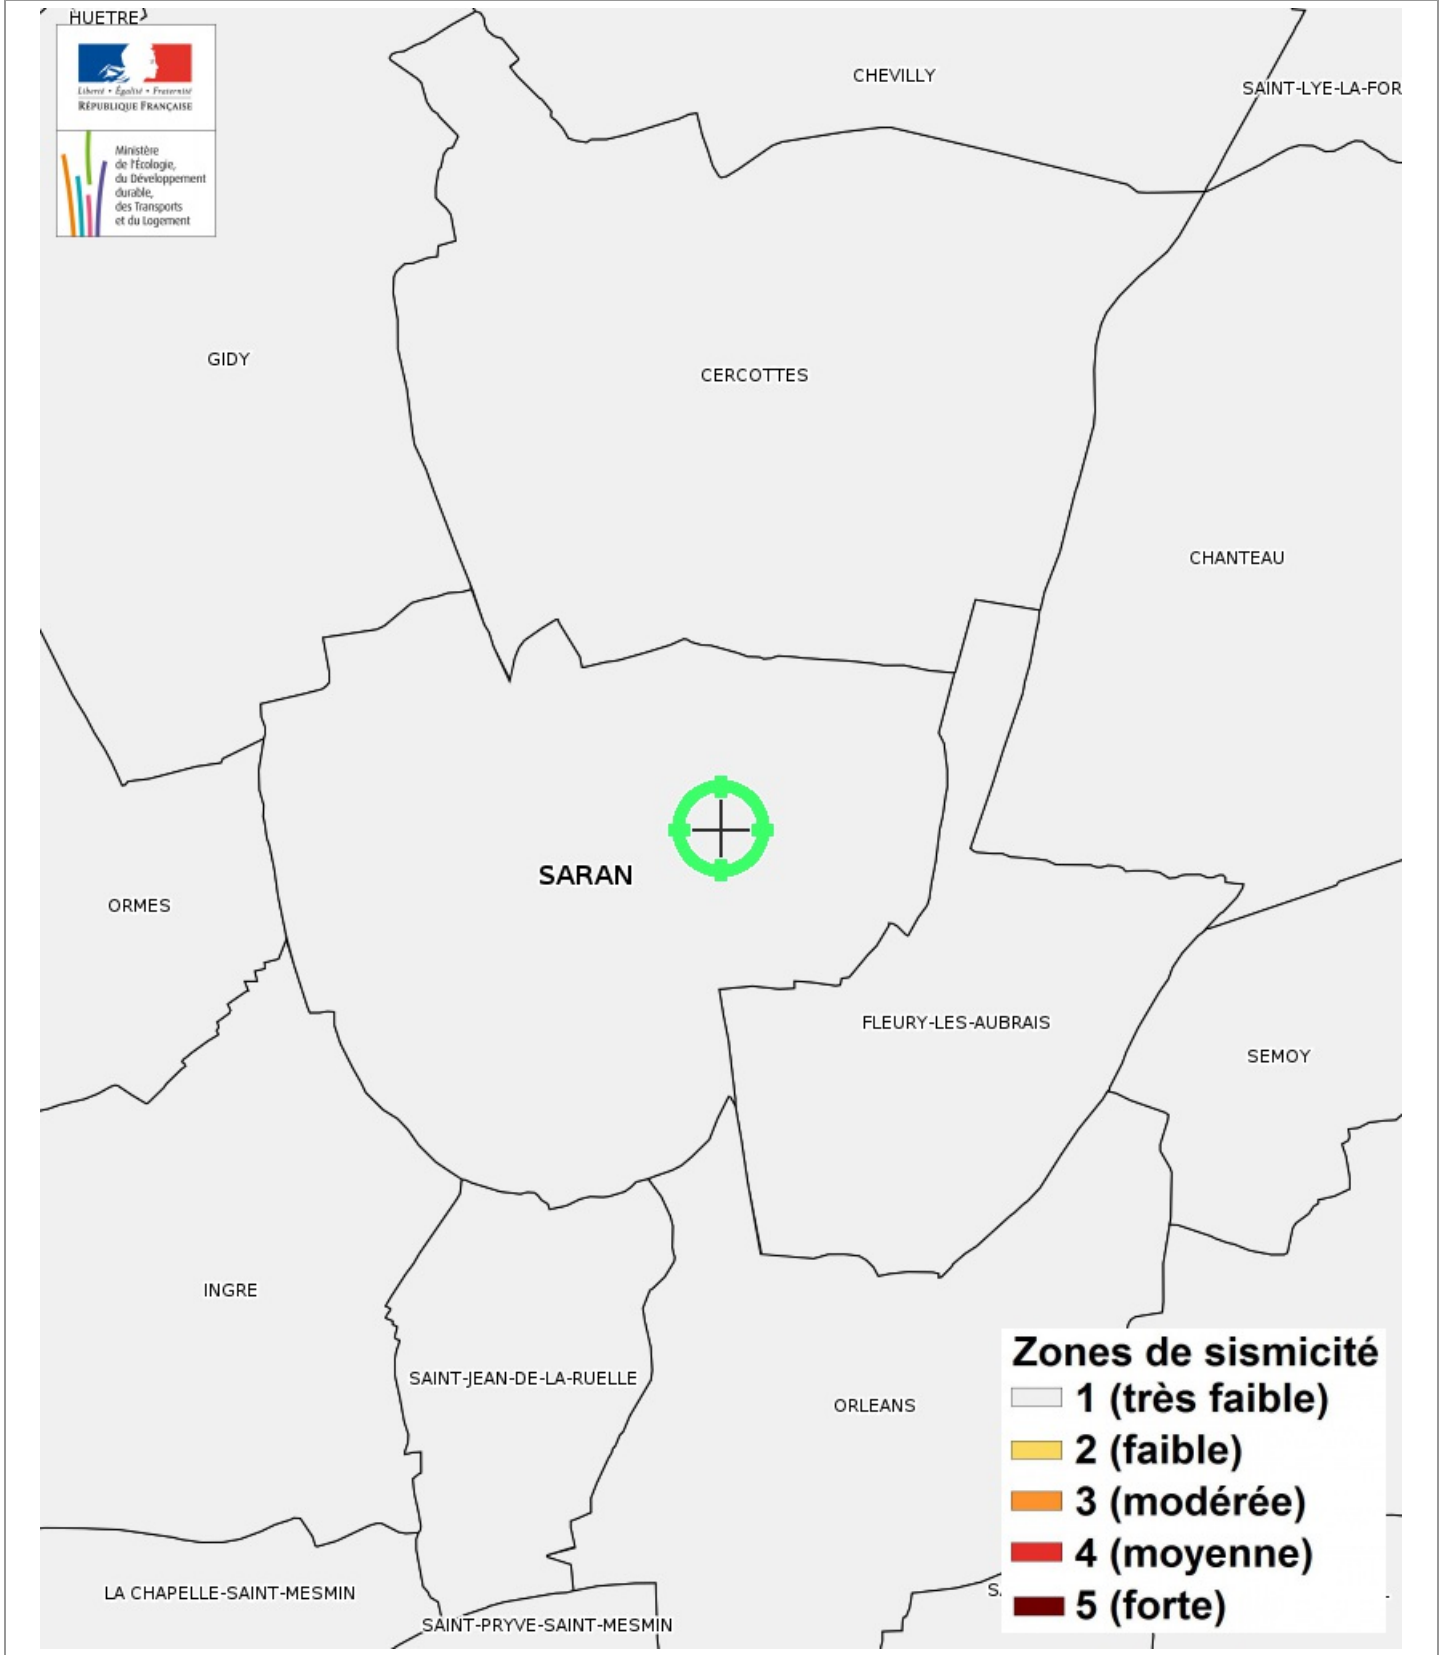 HUETRE
Liberté • Égalité • Fraternité
RÉPUBLIQUE FRANÇAISE
Ministère
de l'Écologie,
du Développement
durable,
des Transports
et du Logement
CHEVILLY
SAINT-LYE-LA-FOR
GIDY
CERCOTTES
CHANTEAU
SARAN
ORMES
FLEURY-LES-AUBRAIS
SEMOY
INGRE
SAINT-JEAN-DE-LA-RUELLE
ORLEANS
Zones de sismicité
1 (très faible)
2 (faible)
3 (modérée)
4 (moyenne)
5 (forte)
LA CHAPELLE-SAINT-MESMIN
SAINT-PRYVE-SAINT-MESMIN